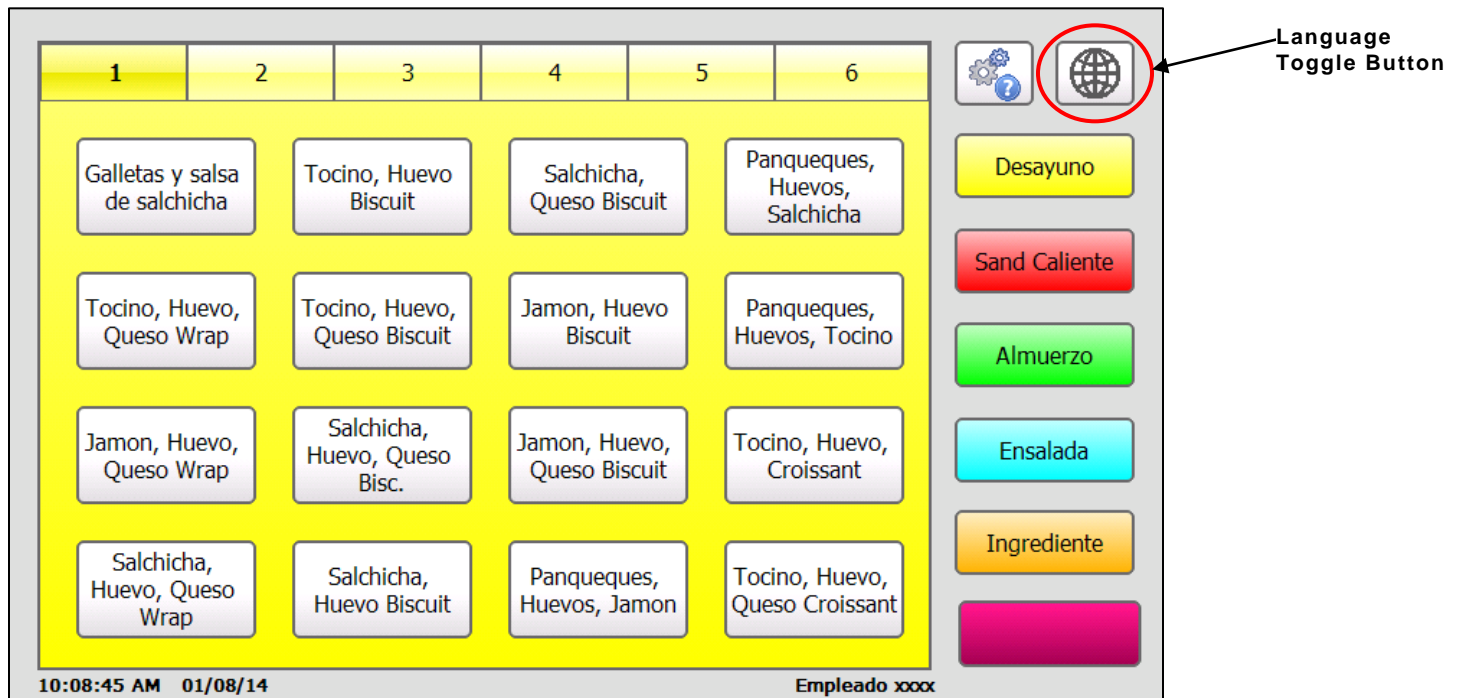 1 2 3 4 5 6
?
Language
Toggle Button
Galletas y salsa
de salchicha
Tocino, Huevo
Biscuit
Salchicha,
Queso Biscuit
Panqueques,
Huevos,
Salchicha
Desayuno
Tocino, Huevo,
Queso Wrap
Tocino, Huevo,
Queso Biscuit
Jamon, Huevo
Biscuit
Panqueques,
Huevos, Tocino
Sand Caliente
Almuerzo
Jamon, Huevo,
Queso Wrap
Salchicha,
Huevo, Queso
Bisc.
Jamon, Huevo,
Queso Biscuit
Tocino, Huevo,
Croissant
Ensalada
Salchicha,
Huevo, Queso
Wrap
Salchicha,
Huevo Biscuit
Panqueques,
Huevos, Jamon
Tocino, Huevo,
Queso Croissant
Ingrediente
10:08:45 AM 01/08/14
Empleado xxxx